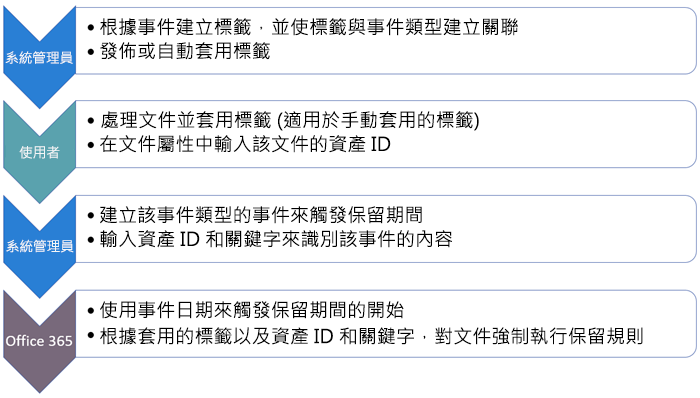 系統管理員
• 根據事件建立標籤，並使標籤與事件類型建立關聯
• 發佈或自動套用標籤
使用者
• 處理文件並套用標籤 (適用於手動套用的標籤)
• 在文件屬性中輸入該文件的資產 ID
系統管理員
• 建立該事件類型的事件來觸發保留期間
• 輸入資產 ID 和關鍵字來識別該事件的內容
Office 365
• 使用事件日期來觸發保留期間的開始
• 根據套用的標籤以及資產 ID 和關鍵字，對文件強制執行保留規則